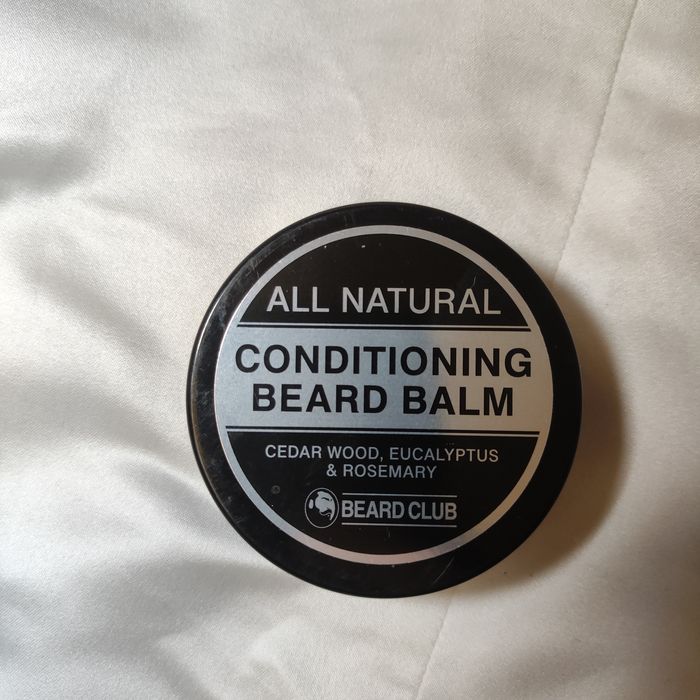 ALL NATURAL
CONDITIONING
BEARD BALM
CEDAR WOOD, EUCALYPTUS
& ROSEMARY
BEARD CLUB